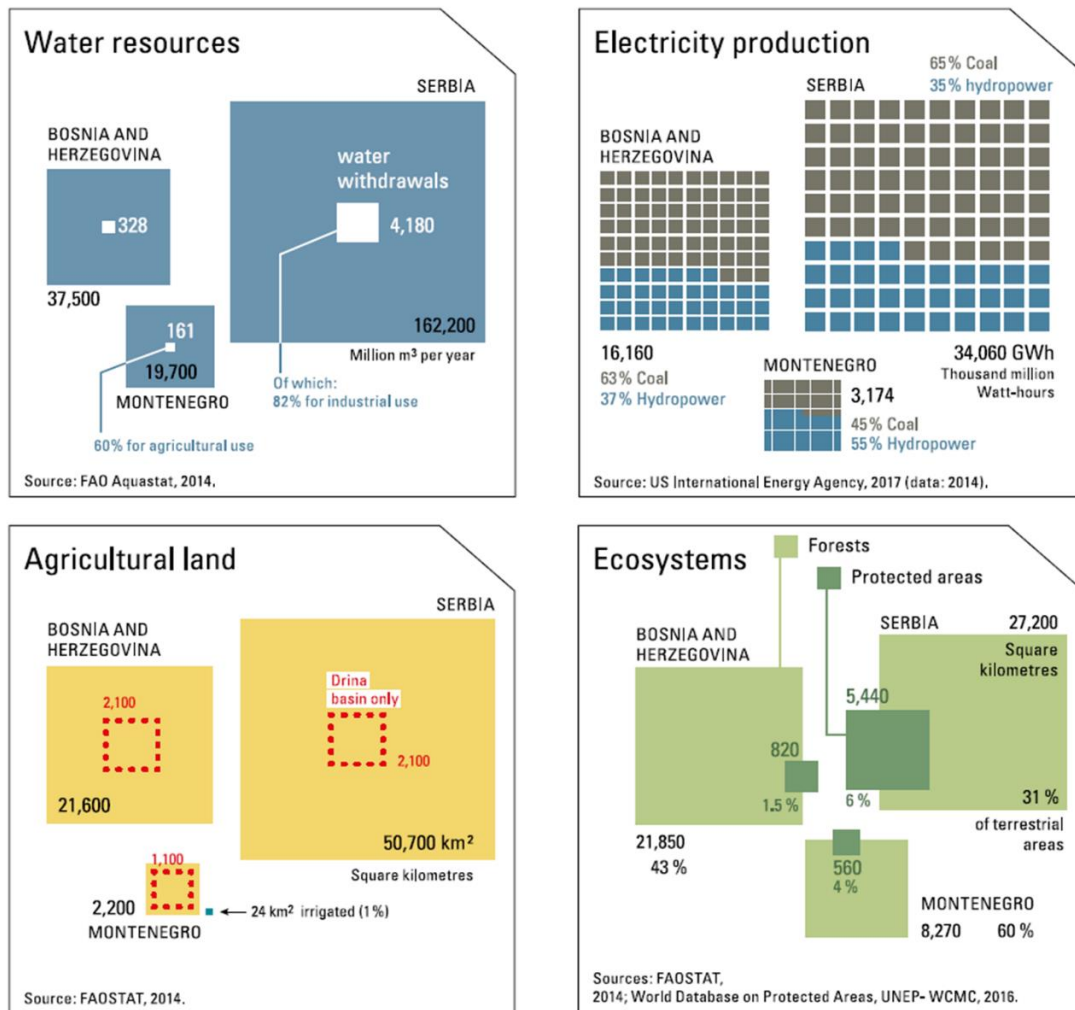 Water resources
SERBIA
BOSNIA AND
HERZEGOVINA
water
withdrawals
328
4,180
37,500
161
19,700
162,200
Million m³ per year
MONTENEGRO
Of which:
82% for industrial use
60% for agricultural use
Source: FAO Aquastat, 2014.
Electricity production
65% Coal
35% hydropower
SERBIA
BOSNIA AND
HERZEGOVINA
16,160
63% Coal
37% Hydropower
MONTENEGRO
3,174
45% Coal
55% Hydropower
34,060 GWh
Thousand million
Watt-hours
Source: US International Energy Agency, 2017 (data: 2014).
Agricultural land
SERBIA
BOSNIA AND
HERZEGOVINA
2,100
Drina
basin only
2,100
21,600
50,700 km²
Square kilometres
1,100
2,200
24 km² irrigated (1%)
MONTENEGRO
Source: FAOSTAT, 2014.
Ecosystems
Forests
Protected areas
SERBIA
27,200
Square
kilometres
BOSNIA AND
HERZEGOVINA
5,440
820
1.5 %
6 %
31 %
of terrestrial
areas
21,850
43 %
560
4 %
MONTENEGRO
8,270 60 %
Sources: FAOSTAT,
2014; World Database on Protected Areas, UNEP- WCMC, 2016.